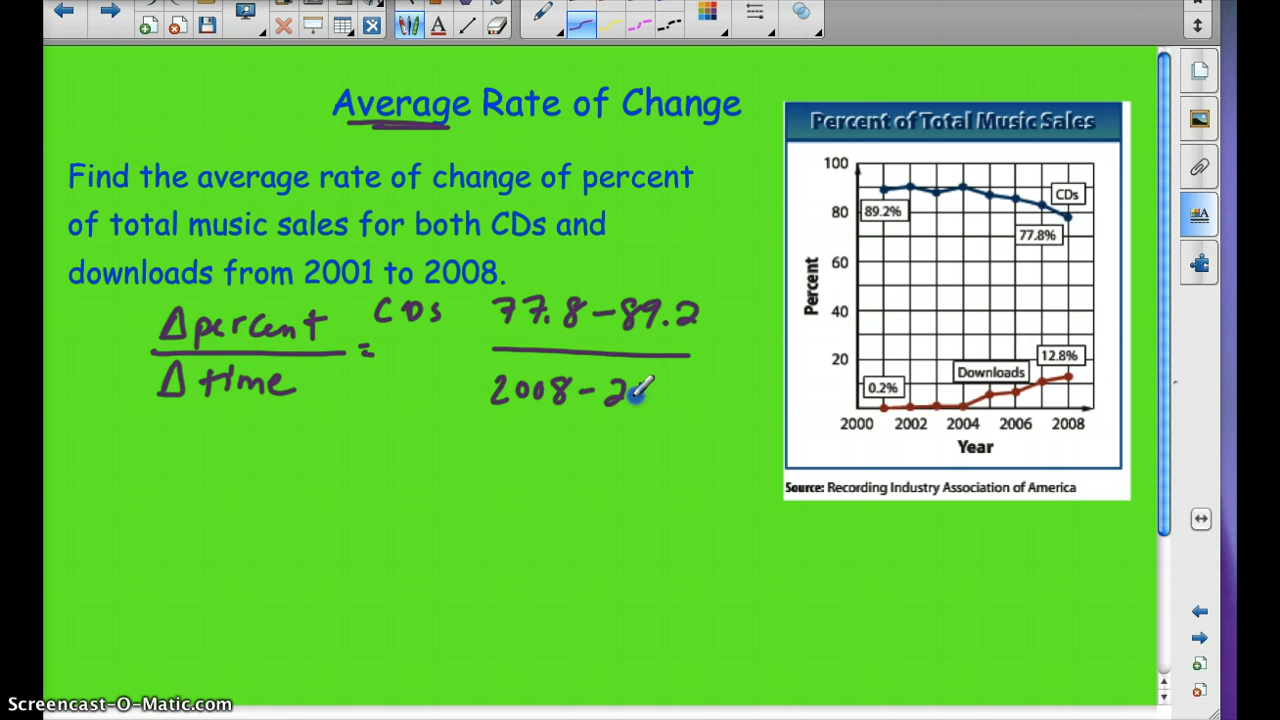 Average Rate of Change
Find the average rate of change of percent
of total music sales for both CDs and
downloads from 2001 to 2008.
Δ percent
Δ time
=
CDs
77.8 - 89.2
2008 - 2
Percent of Total Music Sales
100
80
60
40
20
Percent
CDs
89.2%
77.8%
12.8%
Downloads
0.2%
2000 2002 2004 2006 2008
Year
Source: Recording Industry Association of America
Screencast-O-Matic.com